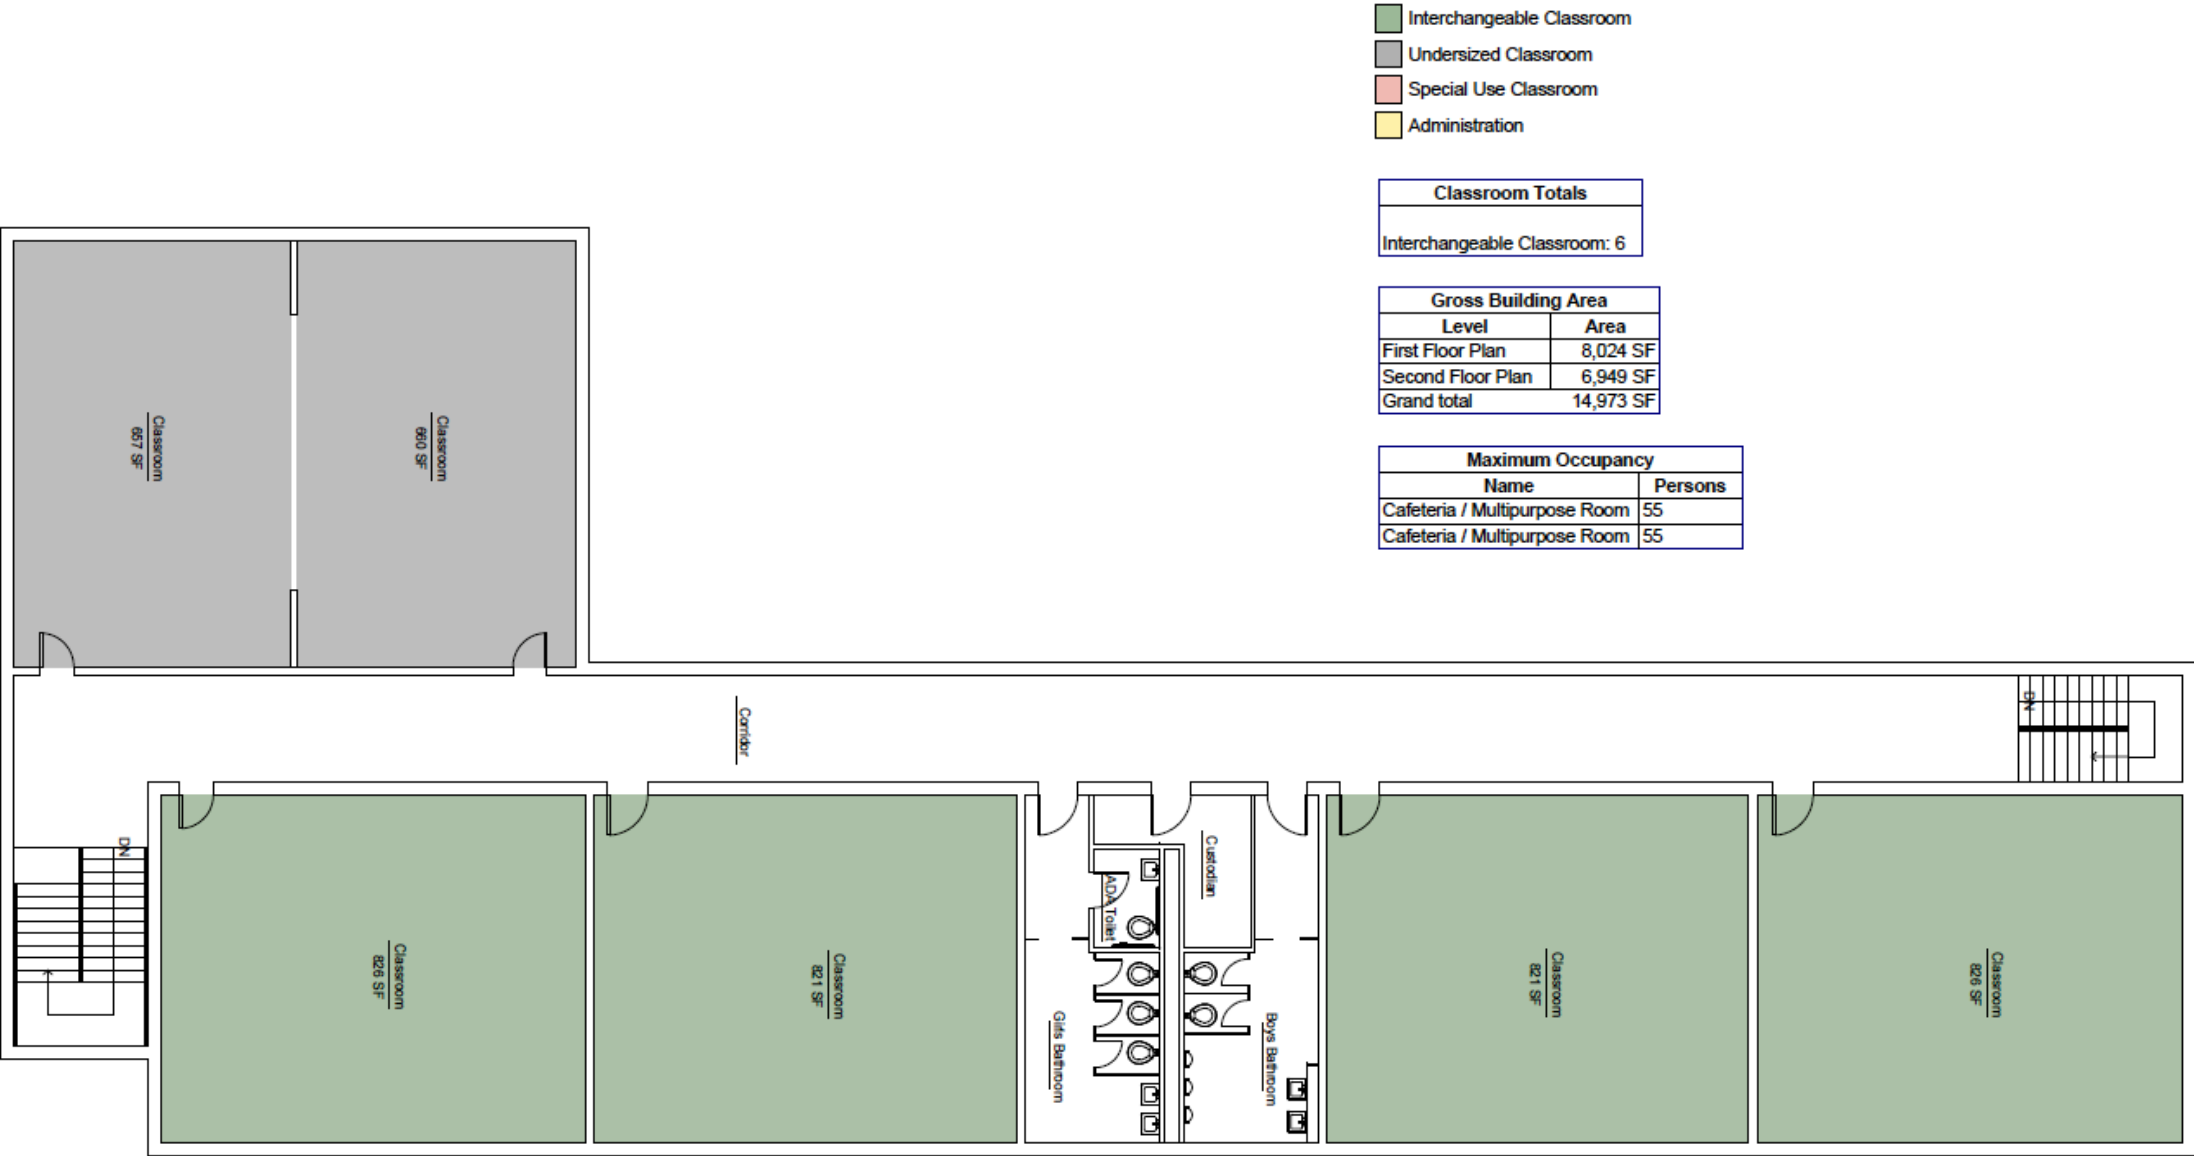 Interchangeable Classroom
Undersized Classroom
Special Use Classroom
Administration
Classroom Totals
Interchangeable Classroom: 6
Gross Building Area
Level Area
First Floor Plan 8,024 SF
Second Floor Plan 6,949 SF
Grand total 14,973 SF
Maximum Occupancy
Name Persons
Cafeteria / Multipurpose Room 55
Cafeteria / Multipurpose Room 55
Classroom
657 SF
Classroom
660 SF
Corridor
DN
DN
Classroom
826 SF
Classroom
821 SF
Girls Bathroom
ADA Toilet
Custodian
Boys Bathroom
Classroom
821 SF
Classroom
826 SF